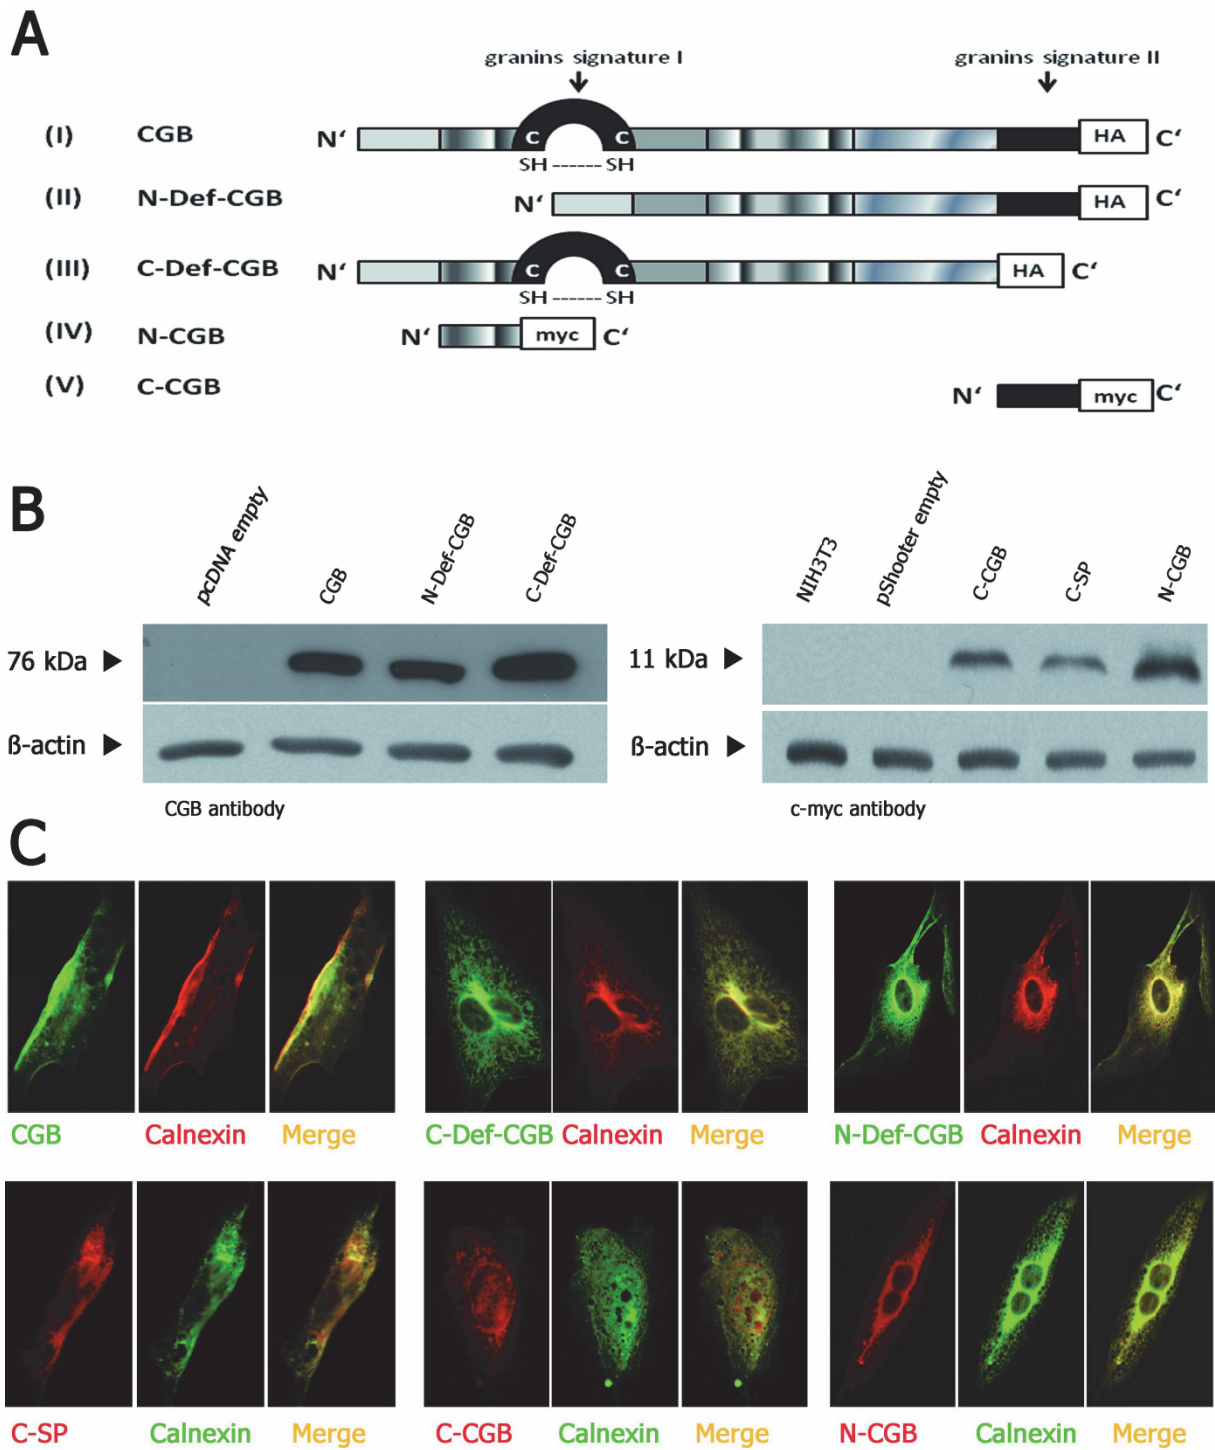 A
granins signature I granins signature II
(I) CGB N‘ C C HA C‘
SH ------ SH
(II) N-Def-CGB N‘ HA C‘
(III) C-Def-CGB N‘ C C HA C‘
SH ------ SH
(IV) N-CGB N‘ myc C‘
(V) C-CGB N‘ myc C‘
B
pcDNA empty CGB N-Def-CGB C-Def-CGB
76 kDa
ß-actin
CGB antibody
NIH3T3 pShooter empty C-CGB C-SP N-CGB
11 kDa
ß-actin
c-myc antibody
C
CGB Calnexin Merge C-Def-CGB Calnexin Merge N-Def-CGB Calnexin Merge
C-SP Calnexin Merge C-CGB Calnexin Merge N-CGB Calnexin Merge